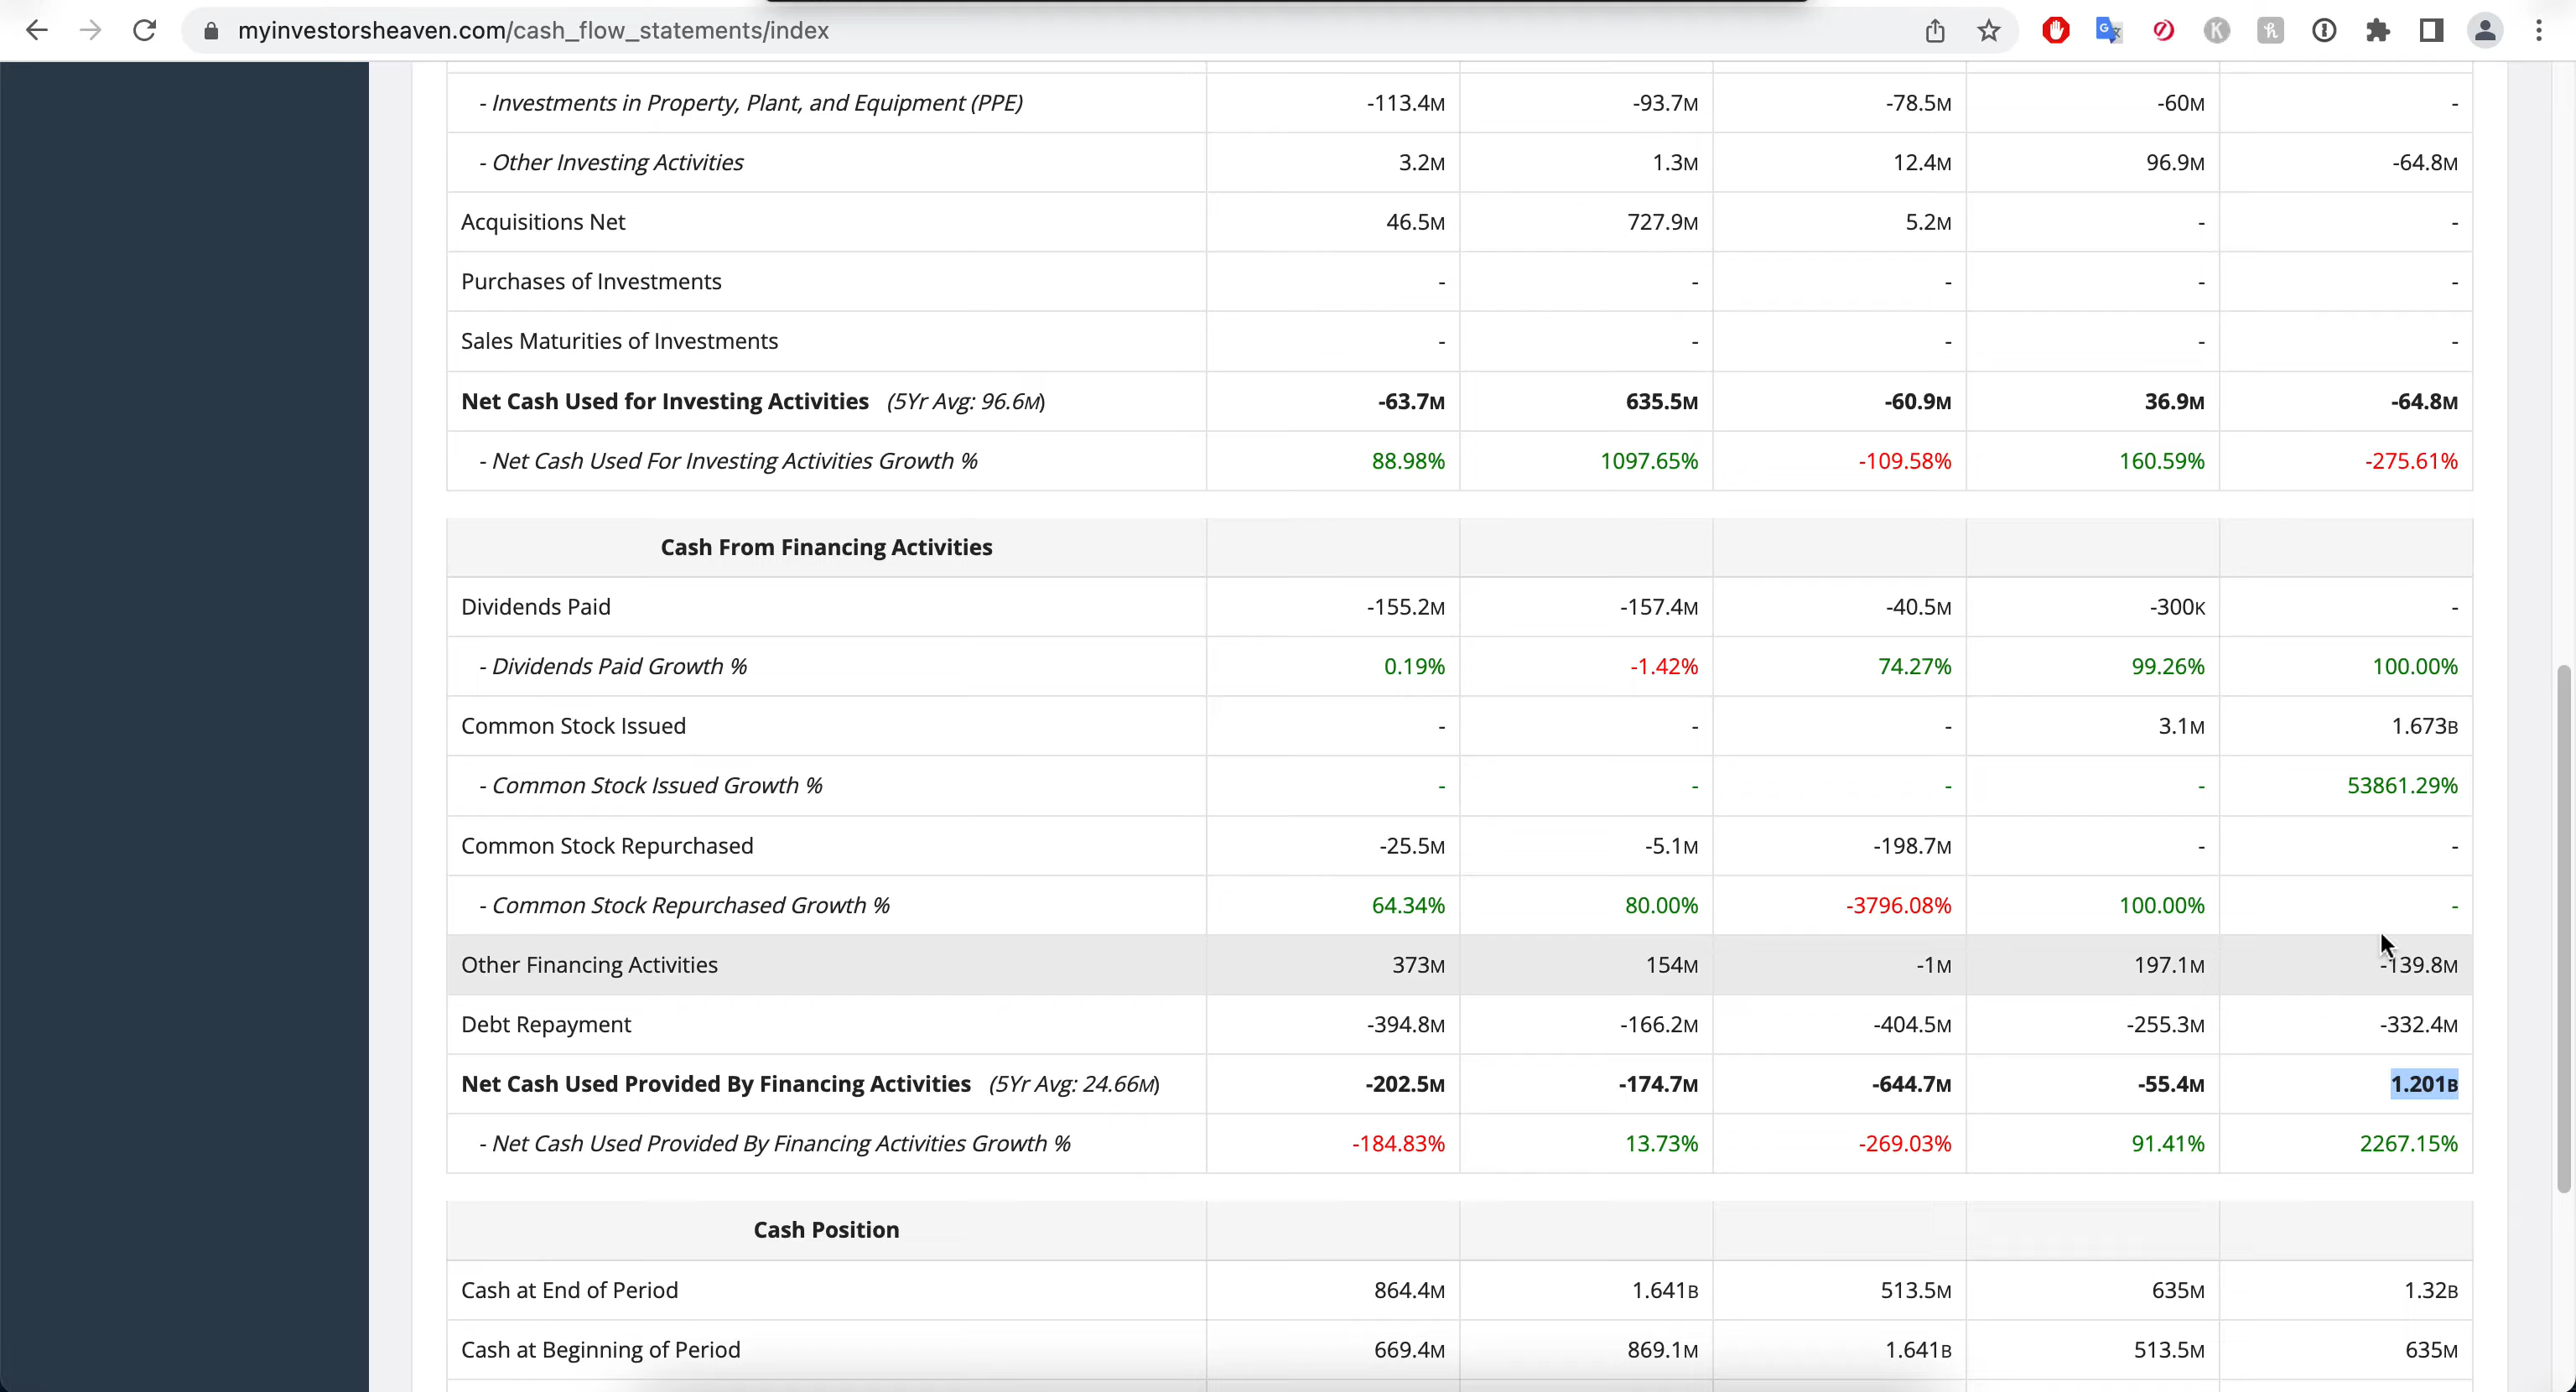 myinvestorsheaven.com/cash_flow_statements/index
- Investments in Property, Plant, and Equipment (PPE) -113.4M -93.7M -78.5M -60M -
- Other Investing Activities 3.2M 1.3M 12.4M 96.9M -64.8M
Acquisitions Net 46.5M 727.9M 5.2M - -
Purchases of Investments - - - - -
Sales Maturities of Investments - - - - -
Net Cash Used for Investing Activities (5Yr Avg: 96.6M) -63.7M 635.5M -60.9M 36.9M -64.8M
- Net Cash Used For Investing Activities Growth % 88.98% 1097.65% -109.58% 160.59% -275.61%
Cash From Financing Activities
Dividends Paid -155.2M -157.4M -40.5M -300K -
- Dividends Paid Growth % 0.19% -1.42% 74.27% 99.26% 100.00%
Common Stock Issued - - - 3.1M 1.673B
- Common Stock Issued Growth % - - - - 53861.29%
Common Stock Repurchased -25.5M -5.1M -198.7M - -
- Common Stock Repurchased Growth % 64.34% 80.00% -3796.08% 100.00% -
Other Financing Activities 373M 154M -1M 197.1M -139.8M
Debt Repayment -394.8M -166.2M -404.5M -255.3M -332.4M
Net Cash Used Provided By Financing Activities (5Yr Avg: 24.66M) -202.5M -174.7M -644.7M -55.4M 1.201B
- Net Cash Used Provided By Financing Activities Growth % -184.83% 13.73% -269.03% 91.41% 2267.15%
Cash Position
Cash at End of Period 864.4M 1.641B 513.5M 635M 1.32B
Cash at Beginning of Period 669.4M 869.1M 1.641B 513.5M 635M